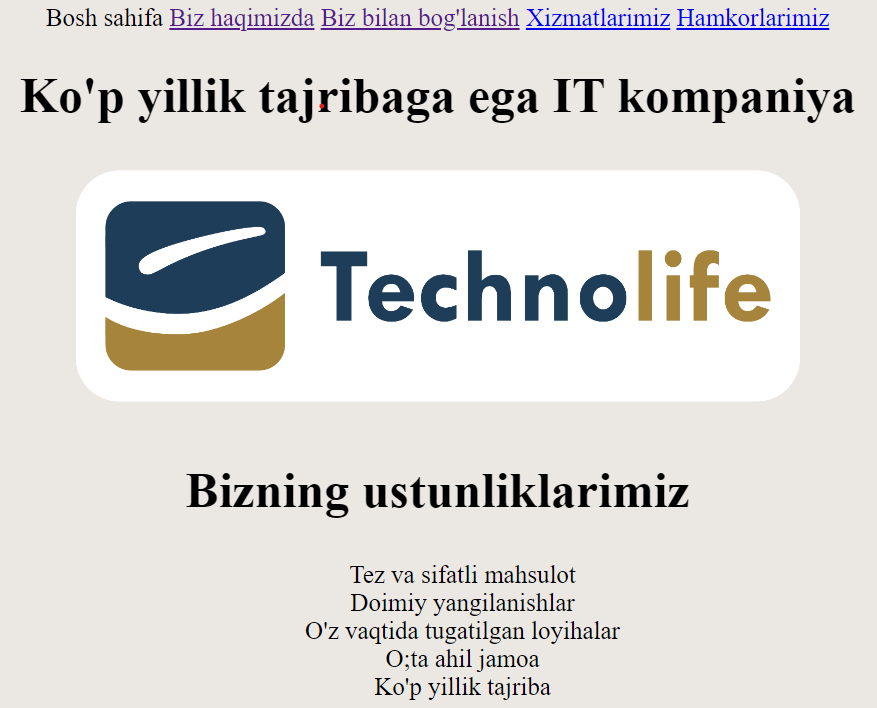 Bosh sahifa Biz haqimizda Biz bilan bog'lanish Xizmatlarimiz Hamkorlarimiz
Ko'p yillik tajribaga ega IT kompaniya
Technolife
Bizning ustunliklarimiz
Tez va sifatli mahsulot
Doimiy yangilanishlar
O'z vaqtida tugatilgan loyihalar
O;ta ahil jamoa
Ko'p yillik tajriba